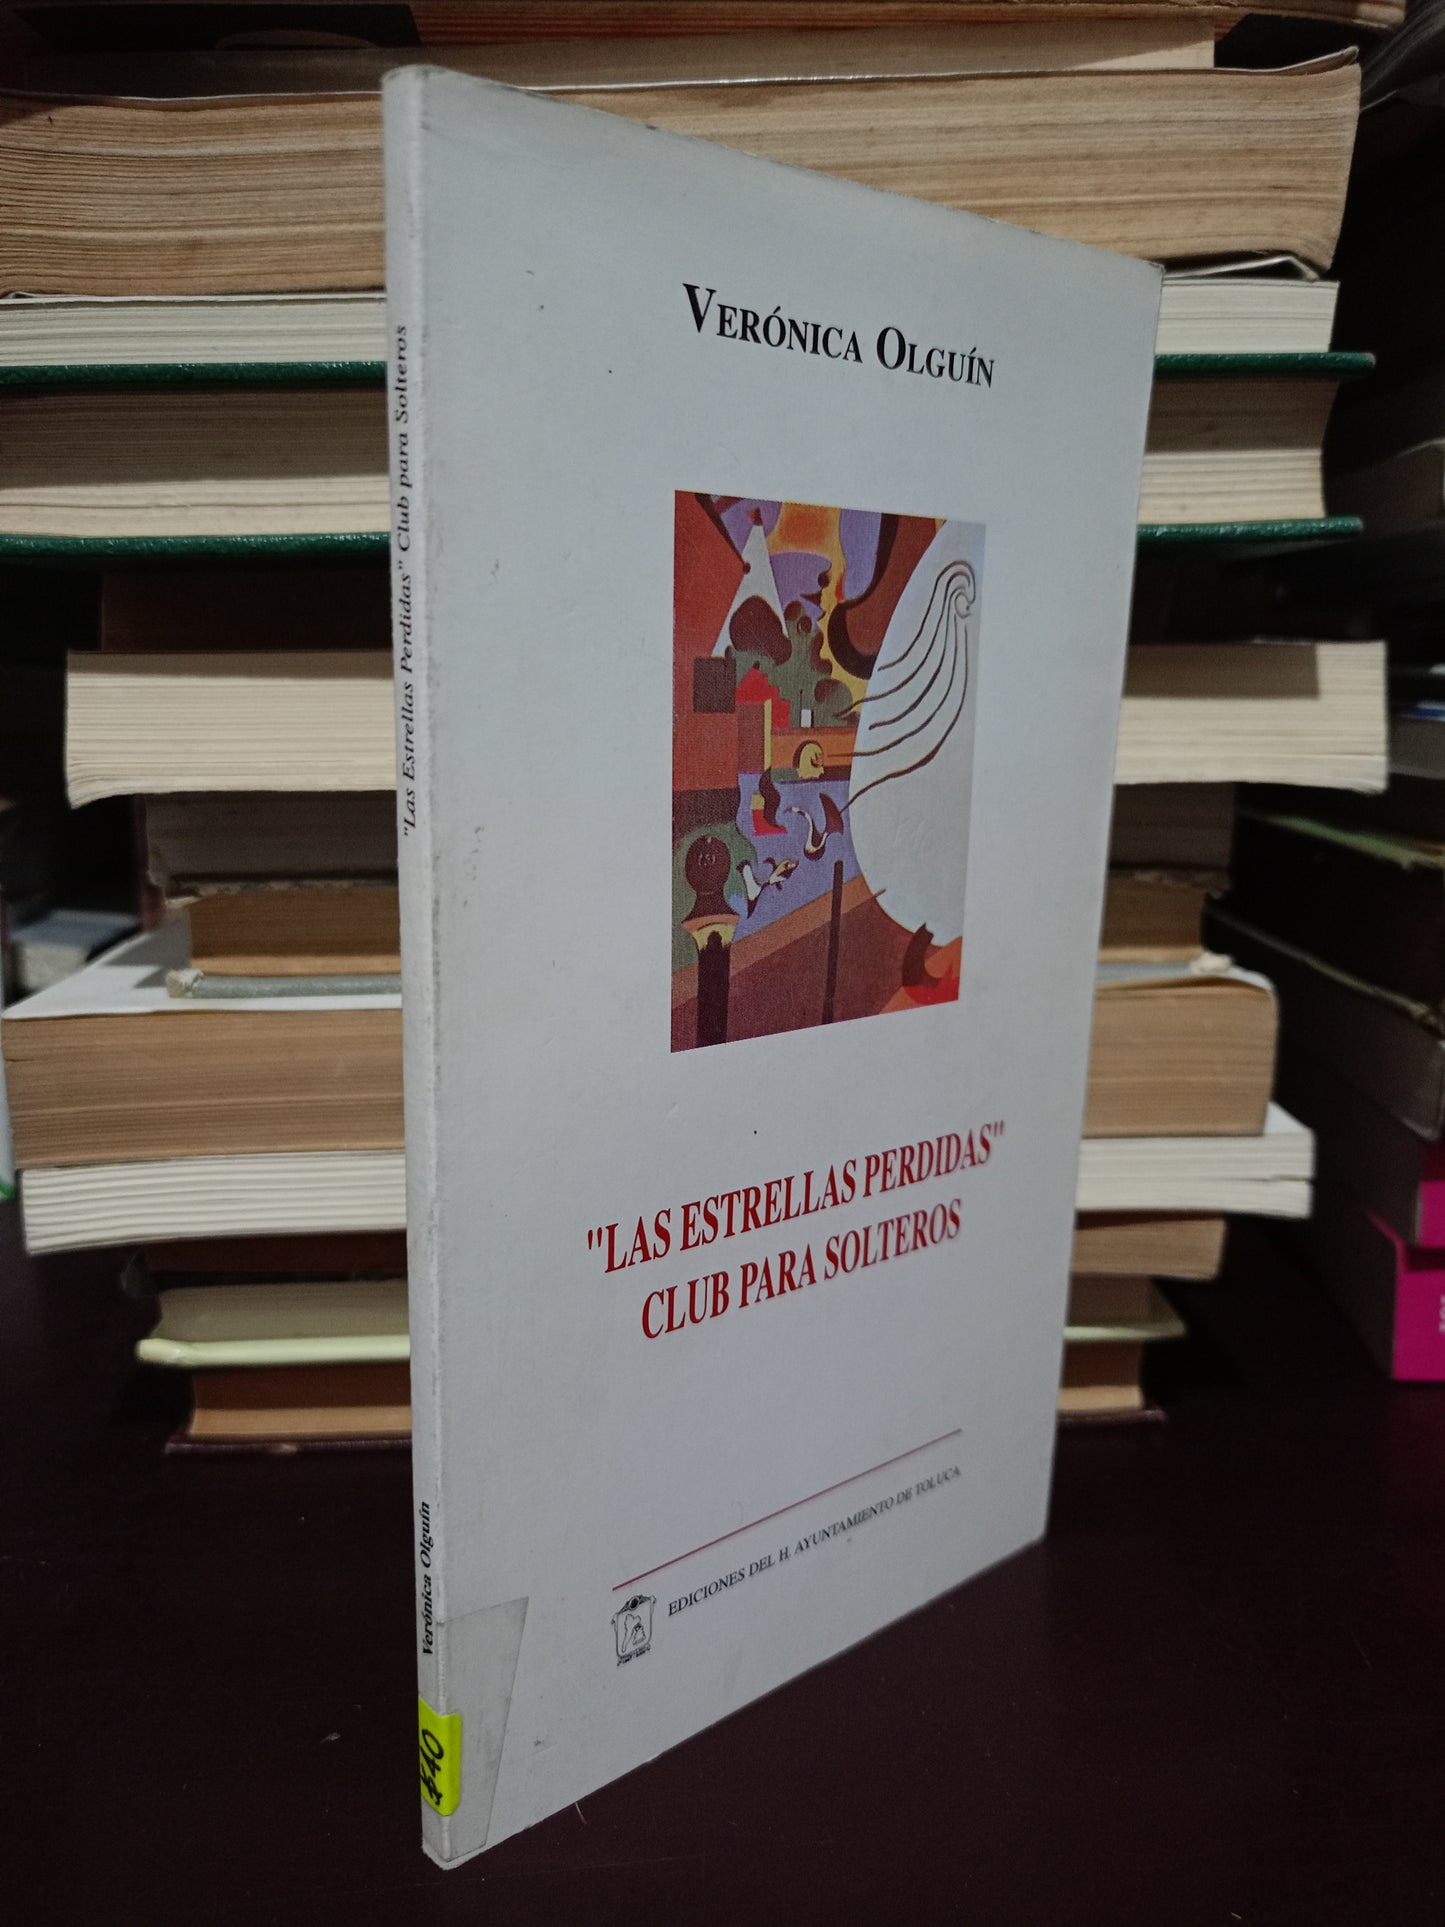 VERÓNICA OLGUÍN
"LAS ESTRELLAS PERDIDAS"
CLUB PARA SOLTEROS
EDICIONES DEL H. AYUNTAMIENTO DE TOLUCA
"Las Estrellas Perdidas" Club para Solteros
Verónica Olguín
$40